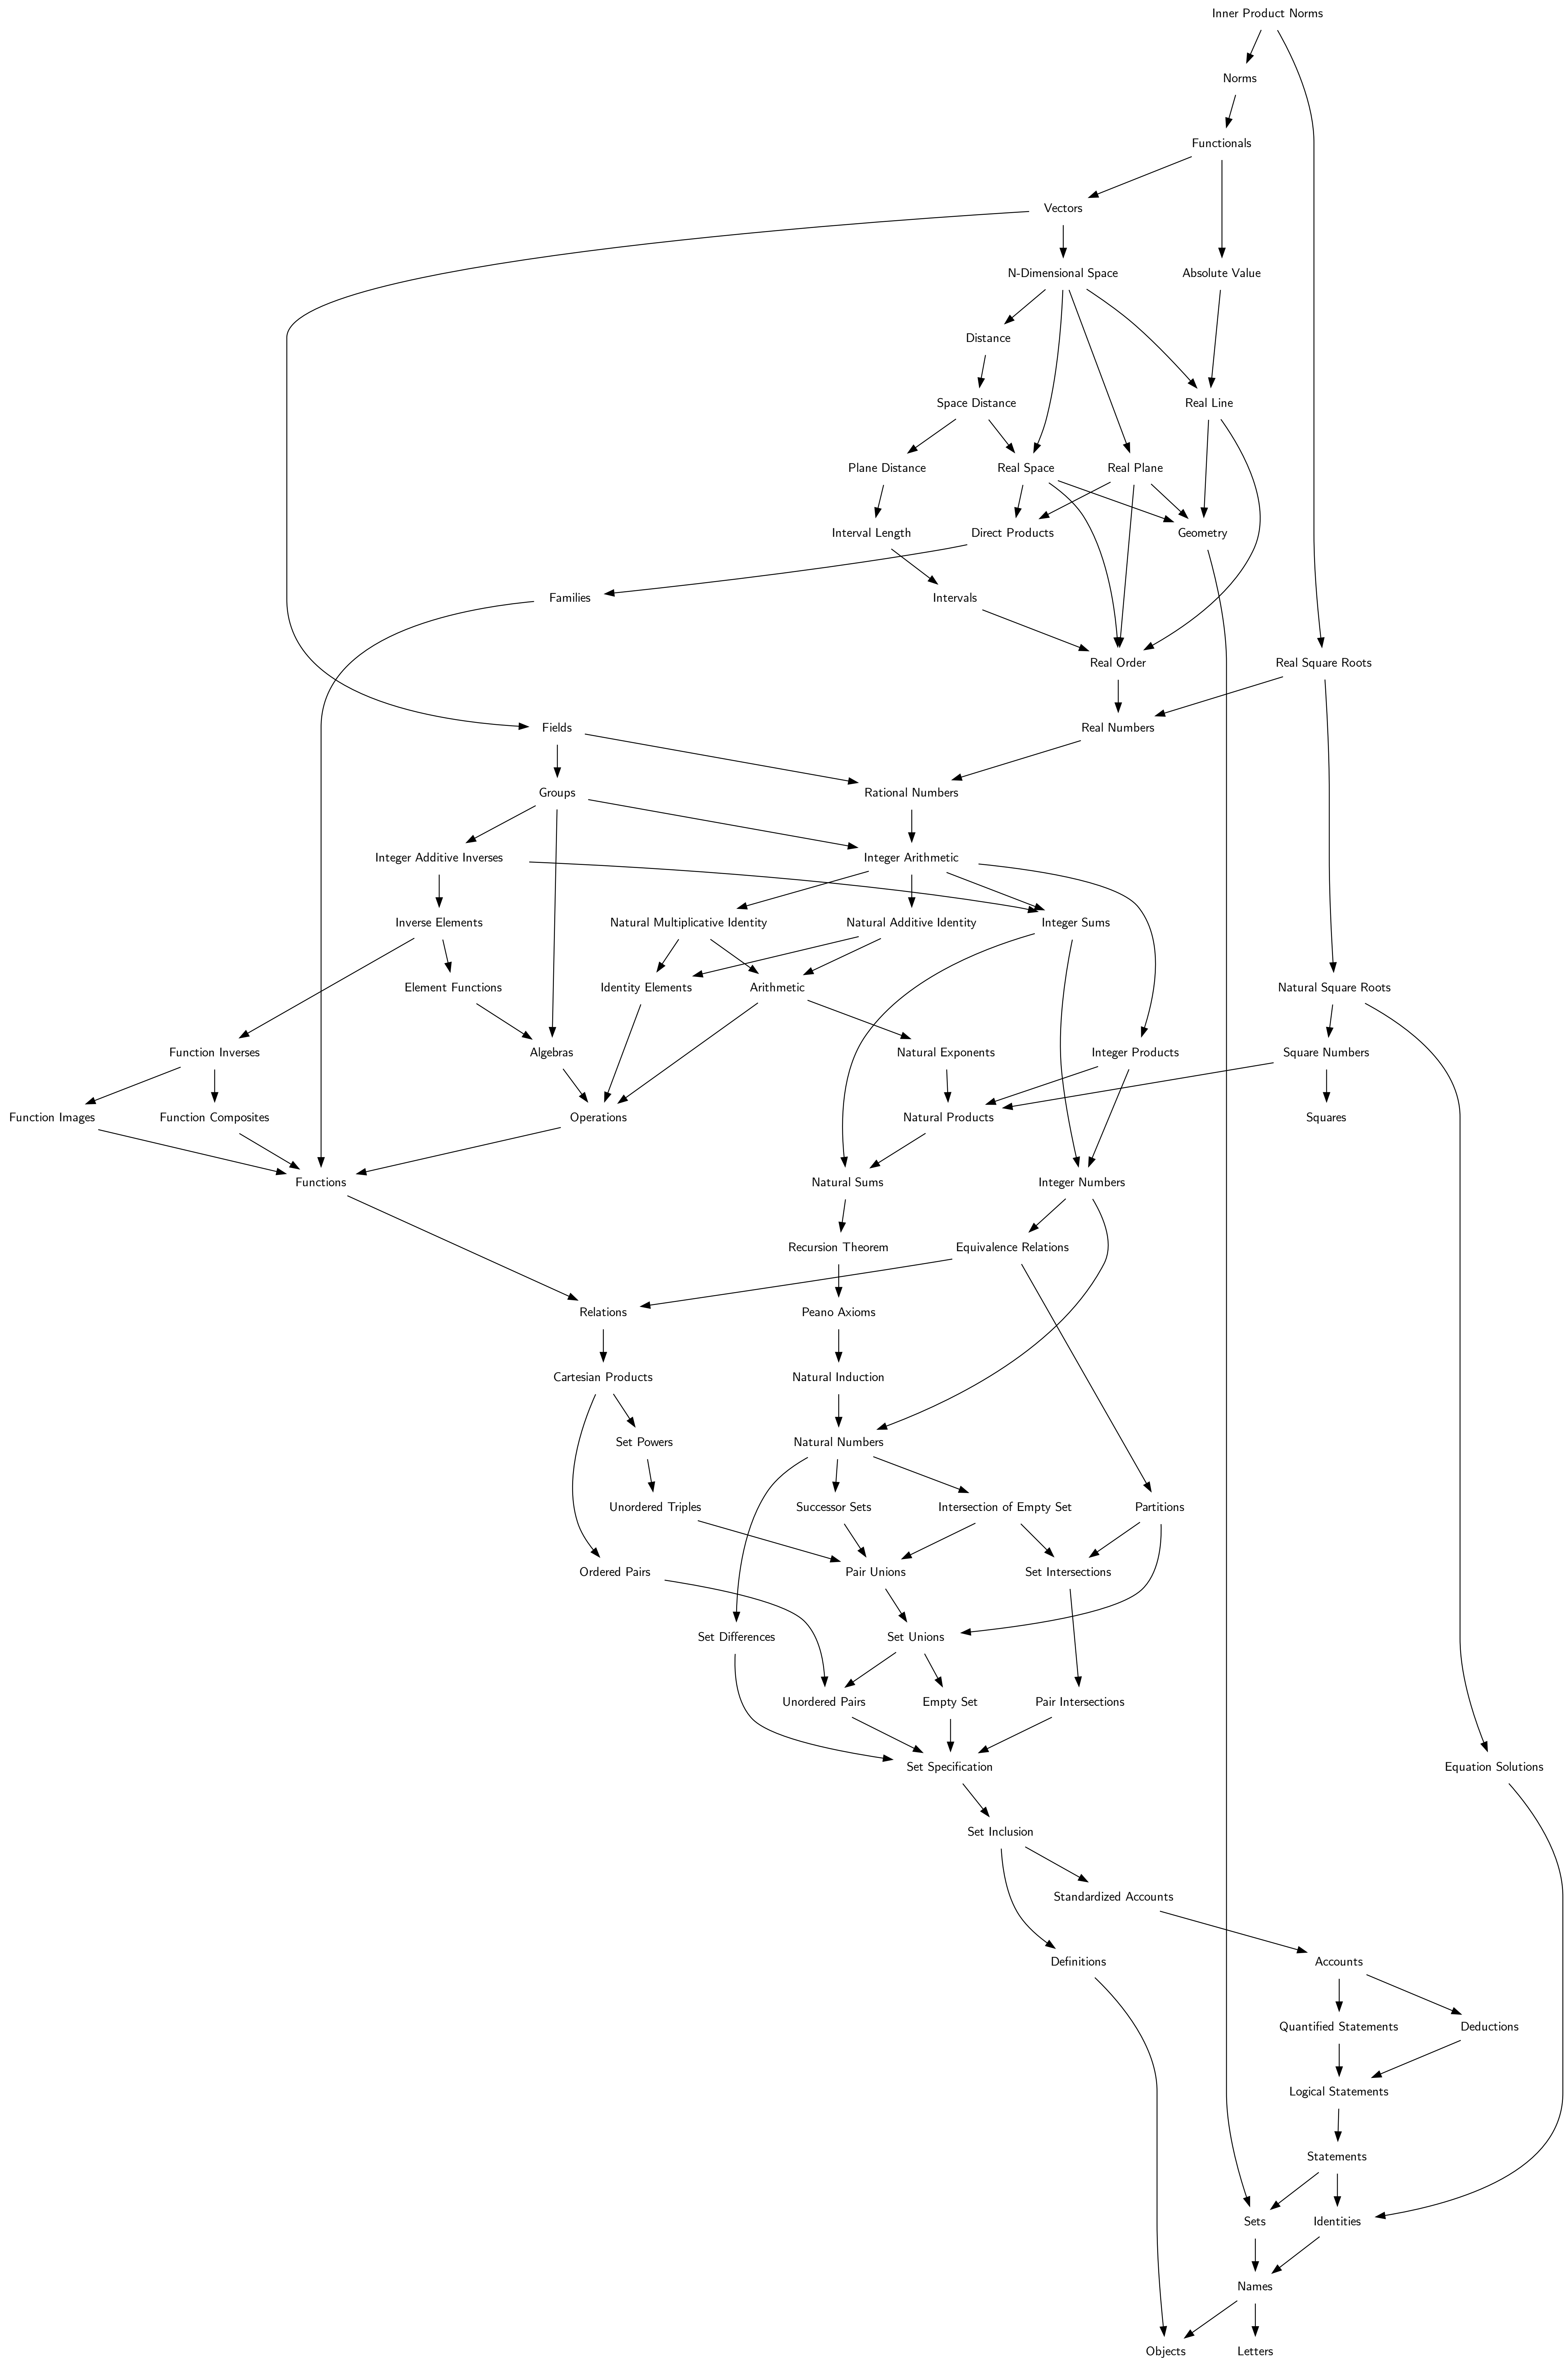 Inner Product Norms
Norms
Functionals
Vectors
N-Dimensional Space
Absolute Value
Distance
Space Distance
Real Line
Plane Distance
Real Space
Real Plane
Interval Length
Direct Products
Geometry
Families
Intervals
Real Order
Real Square Roots
Fields
Real Numbers
Groups
Rational Numbers
Integer Additive Inverses
Integer Arithmetic
Inverse Elements
Natural Multiplicative Identity
Natural Additive Identity
Integer Sums
Element Functions
Identity Elements
Arithmetic
Natural Square Roots
Function Inverses
Algebras
Natural Exponents
Integer Products
Square Numbers
Function Images
Function Composites
Operations
Natural Products
Squares
Functions
Natural Sums
Integer Numbers
Recursion Theorem
Equivalence Relations
Relations
Peano Axioms
Cartesian Products
Natural Induction
Set Powers
Natural Numbers
Unordered Triples
Successor Sets
Intersection of Empty Set
Partitions
Ordered Pairs
Pair Unions
Set Intersections
Set Differences
Set Unions
Unordered Pairs
Empty Set
Pair Intersections
Set Specification
Equation Solutions
Set Inclusion
Standardized Accounts
Definitions
Accounts
Quantified Statements
Deductions
Logical Statements
Statements
Sets
Identities
Names
Objects
Letters